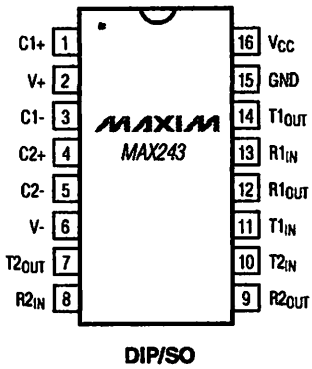 C1+ 1 16 VCC
V+ 2 15 GND
C1- 3 14 T1OUT
MAXIM
C2+ 4 13 R1IN
MAX243
C2- 5 12 R1OUT
V- 6 11 T1IN
T2OUT 7 10 T2IN
R2IN 8 9 R2OUT
DIP/SO